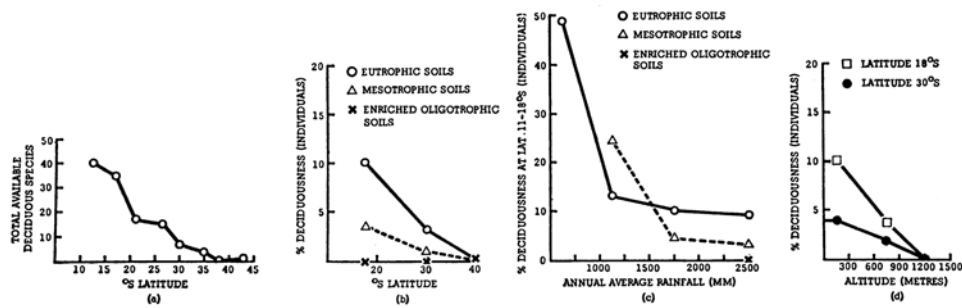 TOTAL AVAILABLE
DECIDUOUS SPECIES
50
40
30
20
10
15 20 25 30 35 40 45
°S LATITUDE
(a)
% DECIDUOUSNESS (INDIVIDUALS)
20
15
10
5
EUTROPHIC SOILS
MESOTROPHIC SOILS
ENRICHED OLIGOTROPHIC
SOILS
20 30 40
°S LATITUDE
(b)
% DECIDUOUSNESS AT LAT. 11-18°S (INDIVIDUALS)
50
40
30
20
10
0
EUTROPHIC SOILS
MESOTROPHIC SOILS
ENRICHED OLIGOTROPHIC
SOILS
1000 1500 2000 2500
ANNUAL AVERAGE RAINFALL (MM)
(c)
% DECIDUOUSNESS (INDIVIDUALS)
20
15
10
5
0
LATITUDE 18°S
LATITUDE 30°S
300 600 900 1200 1500
ALTITUDE (METRES)
(d)